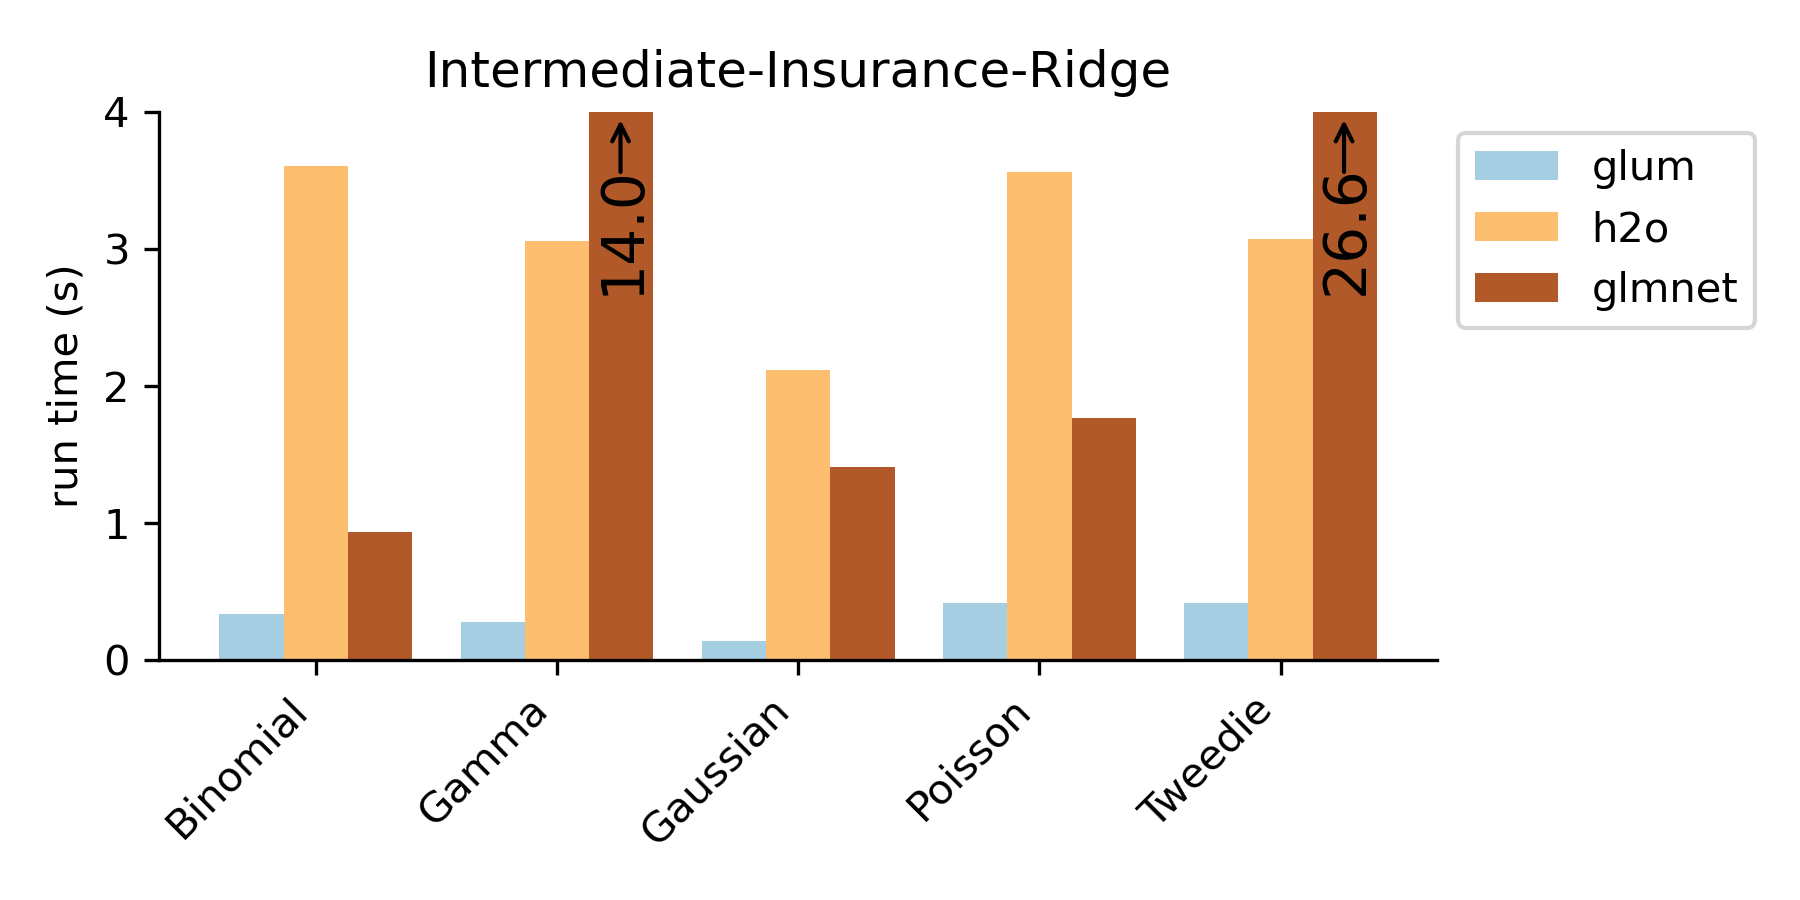 Intermediate-Insurance-Ridge
4
3
2
1
0
run time (s)
14.0→
26.6→
glum
h2o
glmnet
Binomial
Gamma
Gaussian
Poisson
Tweedie